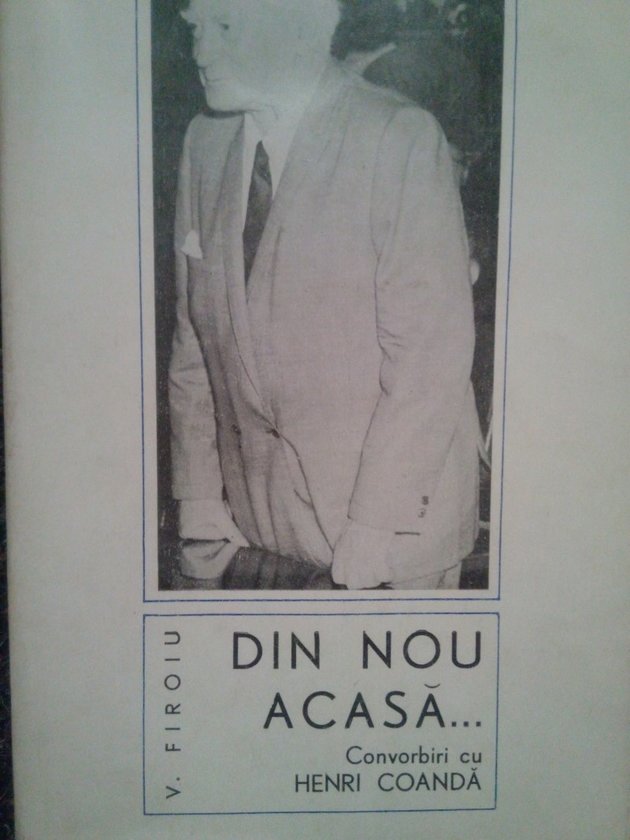 V. FIROIU
DIN NOU
ACASĂ...
Convorbiri cu
HENRI COANDĂ